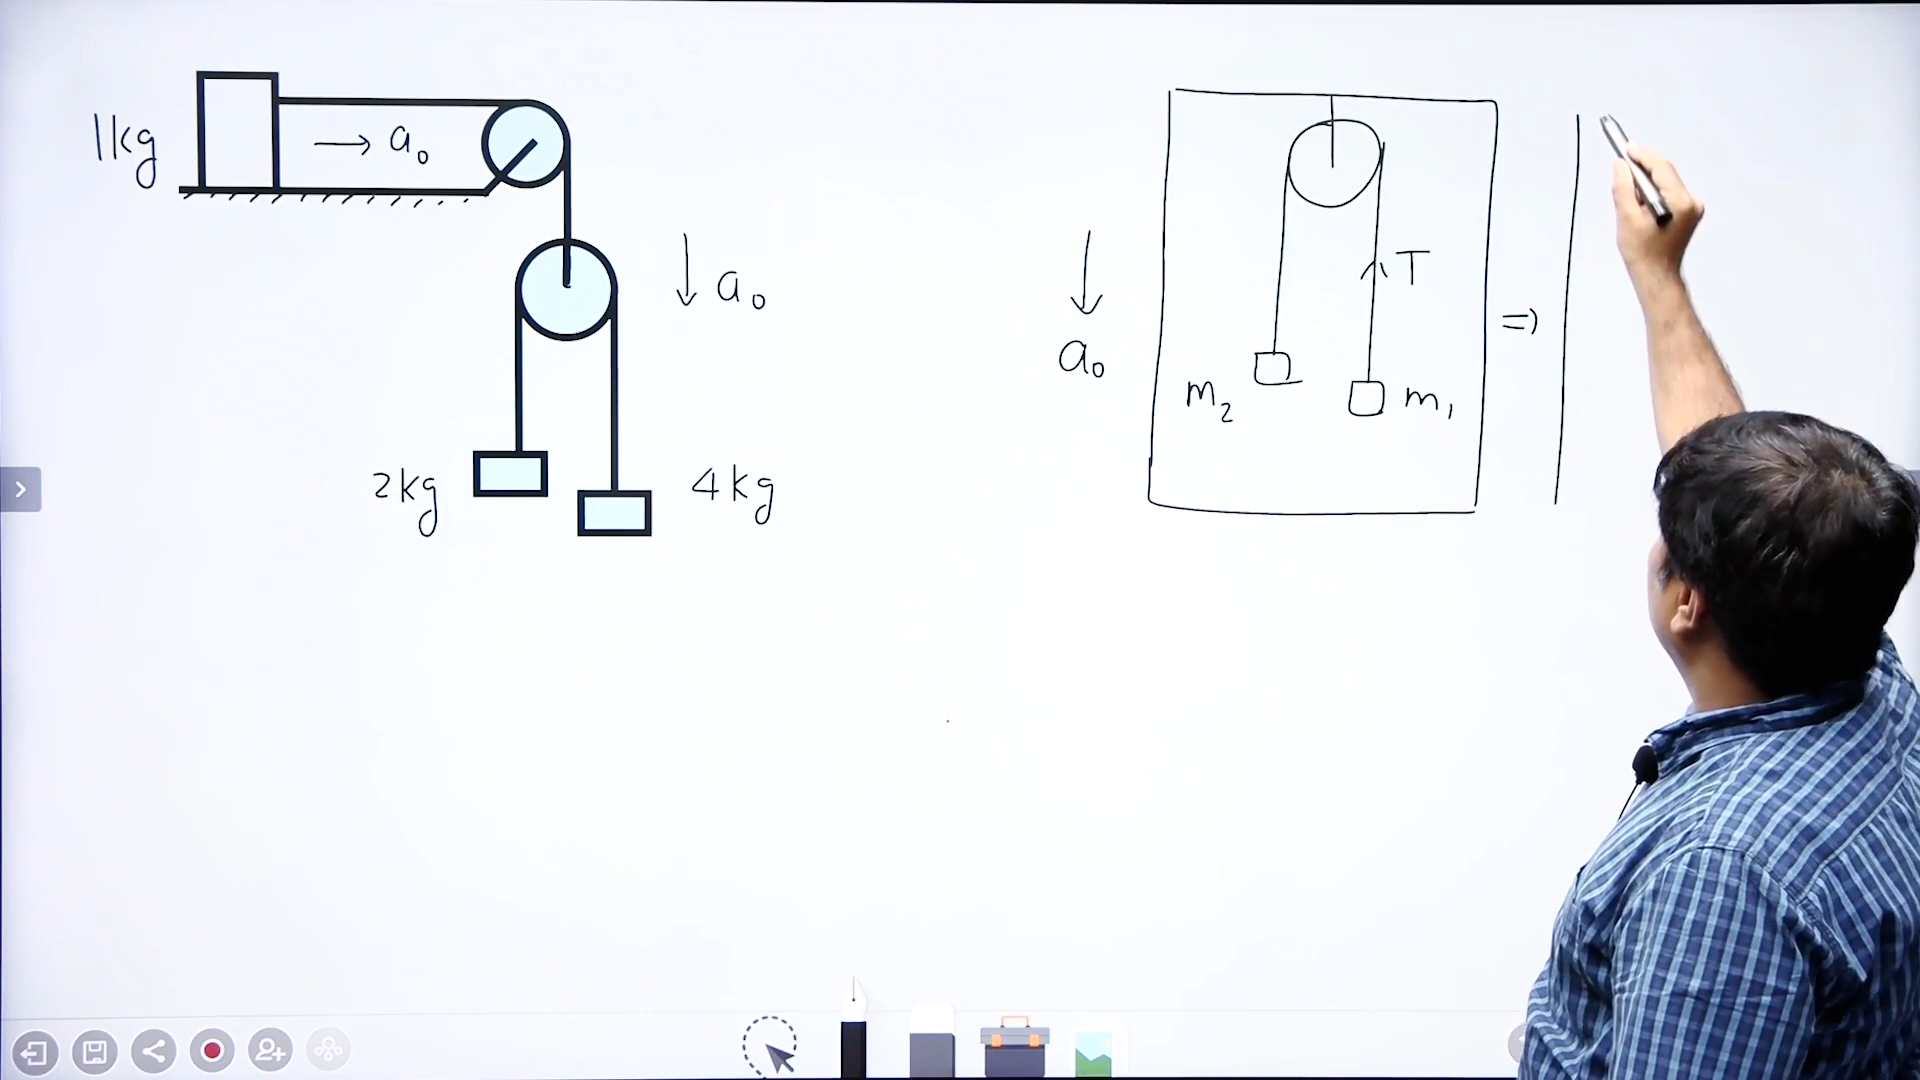 1kg
→ a₀
↓ a₀
2kg
4kg
↓
a₀
T
m₂
m₁
⇒